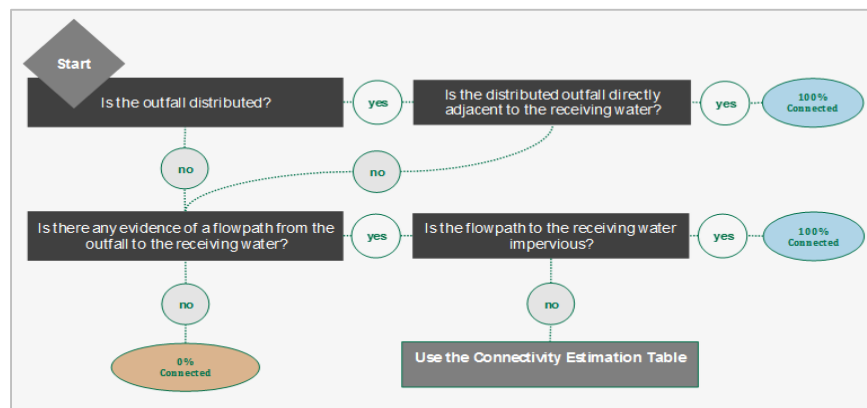 Start
Is the outfall distributed?
yes
Is the distributed outfall directly
adjacent to the receiving water?
yes
100%
Connected
no
no
Is there any evidence of a flowpath from the
outfall to the receiving water?
yes
Is the flowpath to the receiving water
impervious?
yes
100%
Connected
no
no
0%
Connected
Use the Connectivity Estimation Table